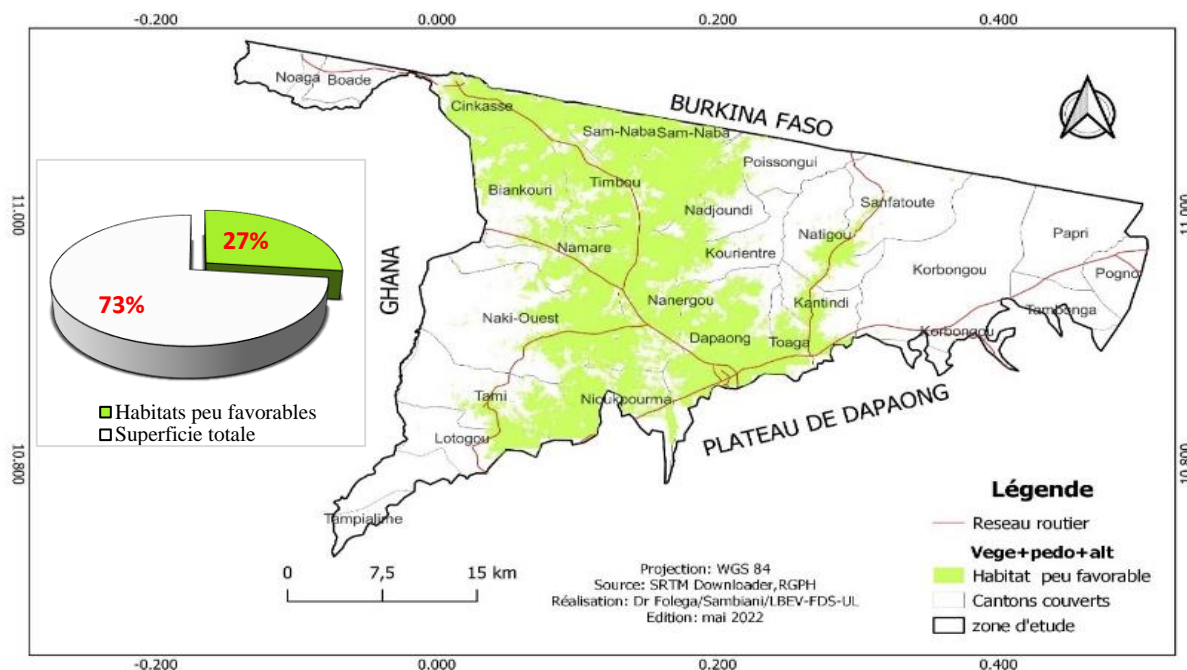 -0.200
0.000
0.200
0.400
Noaga
Boade
Cinkasse
BURKINA FASO
Sam-Naba
Sam-Naba
Poissongui
Biankouri
Timbou
11.000
Nadjoundi
Sanfatoute
11.000
Namare
Kourientre
Natigou
Papri
Korbongou
Pogno
GHANA
Naki-Ouest
Nanergou
Kantindi
Tambonga
Dapaong
Toaga
Korbongou
27%
73%
Habitats peu favorables
Superficie totale
Tami
Nioukpourma
PLATEAU DE DAPAONG
Lotogou
10.800
10.800
Tampialime
Légende
Reseau routier
Vege+pedo+alt
Habitat peu favorable
Cantons couverts
zone d'etude
0
7,5
15 km
Projection: WGS 84
Source: SRTM Downloader,RGPH
Réalisation: Dr Folega/Sambiani/LBEV-FDS-UL
Edition: mai 2022
-0.200
0.000
0.200
0.400